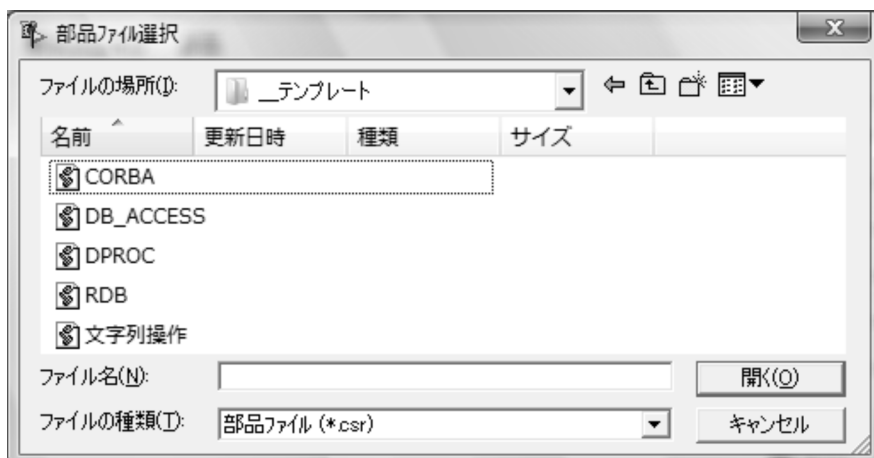 部品ファイル選択
ファイルの場所(I):
__テンプレート
名前 更新日時 種類 サイズ
CORBA
DB_ACCESS
DPROC
RDB
文字列操作
ファイル名(N):
開く(O)
ファイルの種類(T):
部品ファイル (*.csr)
キャンセル